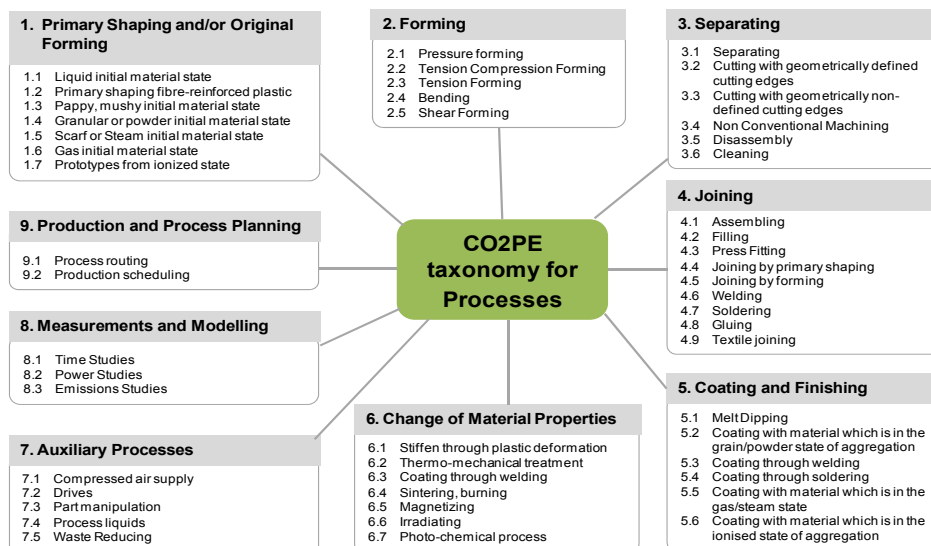 1. Primary Shaping and/or Original
Forming
1.1 Liquid initial material state
1.2 Primary shaping fibre-reinforced plastic
1.3 Pappy, mushy initial material state
1.4 Granular or powder initial material state
1.5 Scarf or Steam initial material state
1.6 Gas initial material state
1.7 Prototypes from ionized state
2. Forming
2.1 Pressure forming
2.2 Tension Compression Forming
2.3 Tension Forming
2.4 Bending
2.5 Shear Forming
3. Separating
3.1 Separating
3.2 Cutting with geometrically defined
cutting edges
3.3 Cutting with geometrically non-
defined cutting edges
3.4 Non Conventional Machining
3.5 Disassembly
3.6 Cleaning
CO2PE
taxonomy for
Processes
4. Joining
4.1 Assembling
4.2 Filling
4.3 Press Fitting
4.4 Joining by primary shaping
4.5 Joining by forming
4.6 Welding
4.7 Soldering
4.8 Gluing
4.9 Textile joining
5. Coating and Finishing
5.1 Melt Dipping
5.2 Coating with material which is in the
grain/powder state of aggregation
5.3 Coating through welding
5.4 Coating through soldering
5.5 Coating with material which is in the
gas/steam state
5.6 Coating with material which is in the
ionised state of aggregation
6. Change of Material Properties
6.1 Stiffen through plastic deformation
6.2 Thermo-mechanical treatment
6.3 Coating through welding
6.4 Sintering, burning
6.5 Magnetizing
6.6 Irradiating
6.7 Photo-chemical process
7. Auxiliary Processes
7.1 Compressed air supply
7.2 Drives
7.3 Part manipulation
7.4 Process liquids
7.5 Waste Reducing
8. Measurements and Modelling
8.1 Time Studies
8.2 Power Studies
8.3 Emissions Studies
9. Production and Process Planning
9.1 Process routing
9.2 Production scheduling